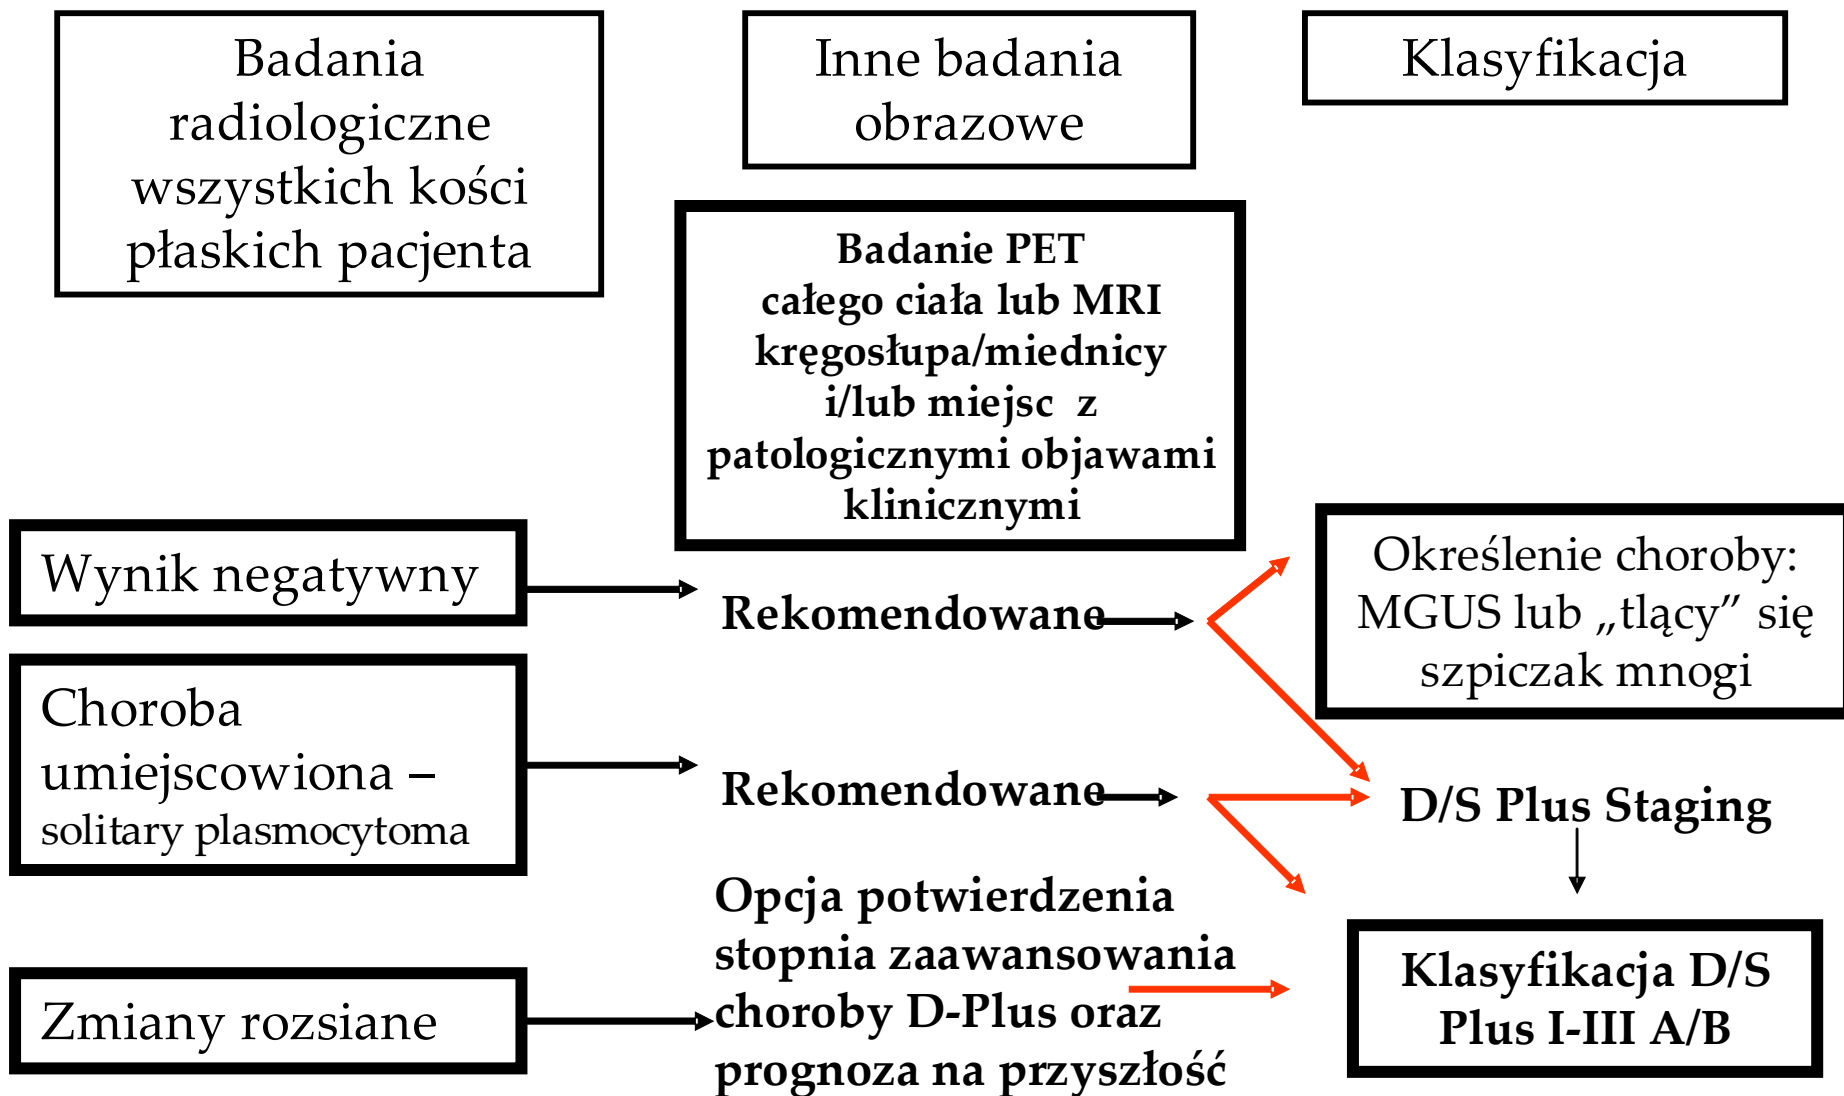 Badania
radiologiczne
wszystkich kości
płaskich pacjenta
Inne badania
obrazowe
Klasyfikacja
Badanie PET
całego ciała lub MRI
kręgosłupa/miednicy
i/lub miejsc z
patologicznymi objawami
klinicznymi
Wynik negatywny
Rekomendowane
Określenie choroby:
MGUS lub „tlący” się
szpiczak mnogi
Choroba
umiejscowiona –
solitary plasmocytoma
Rekomendowane
D/S Plus Staging
Zmiany rozsiane
Opcja potwierdzenia
stopnia zaawansowania
choroby D-Plus oraz
prognoza na przyszłość
Klasyfikacja D/S
Plus I-III A/B